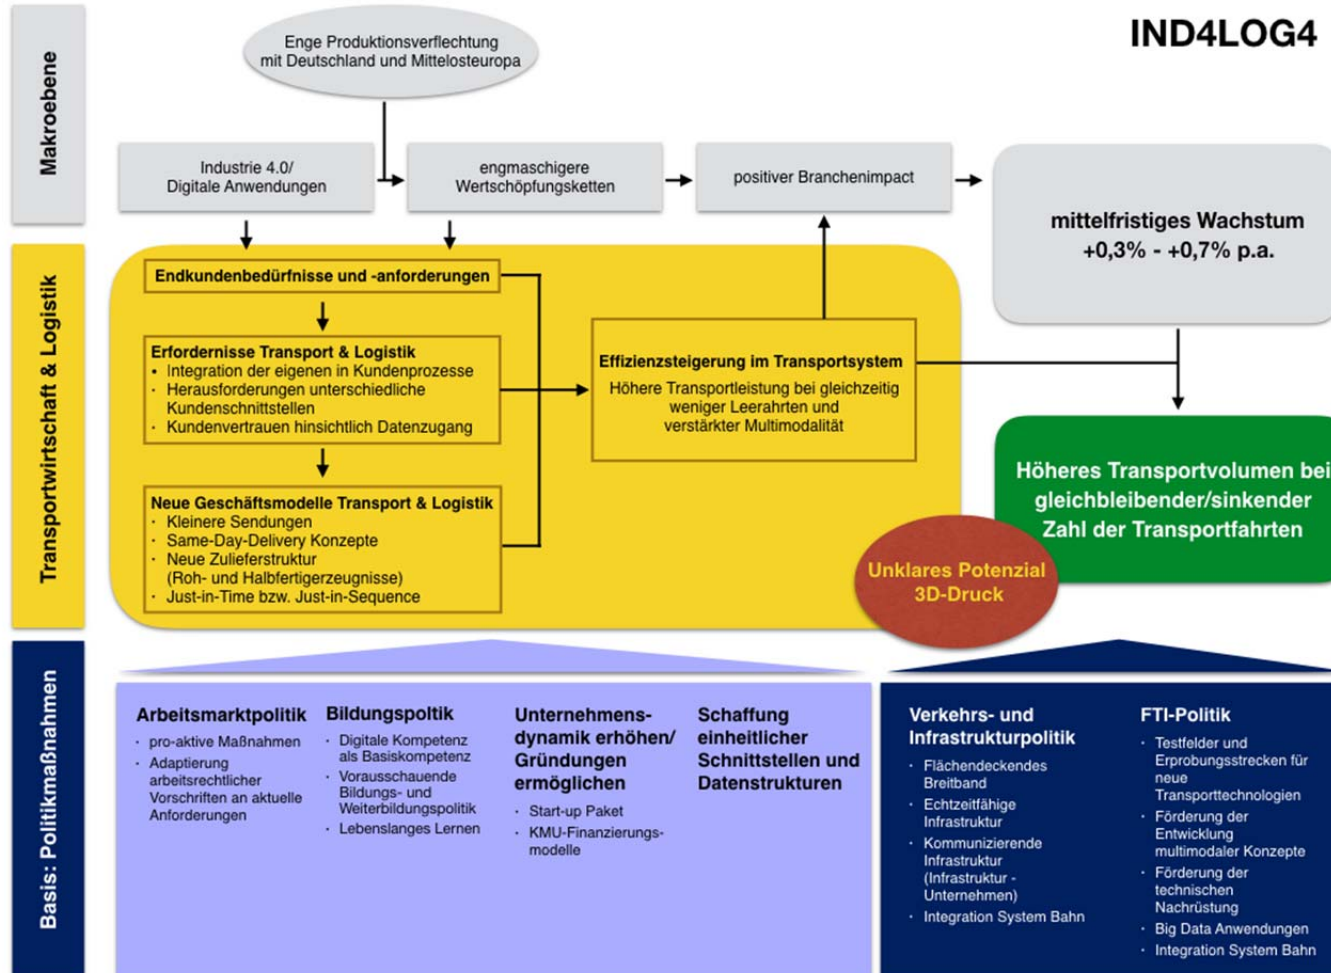 IND4LOG4
Makroebene
Enge Produktionsverflechtung
mit Deutschland und Mittelosteuropa
Industrie 4.0/
Digitale Anwendungen
engmaschigere
Wertschöpfungsketten
positiver Branchenimpact
mittelfristiges Wachstum
+0,3% - +0,7% p.a.
Transportwirtschaft & Logistik
Endkundenbedürfnisse und -anforderungen
Erfordernisse Transport & Logistik
• Integration der eigenen in Kundenprozesse
· Herausforderungen unterschiedliche
Kundenschnittstellen
· Kundenvertrauen hinsichtlich Datenzugang
Neue Geschäftsmodelle Transport & Logistik
· Kleinere Sendungen
· Same-Day-Delivery Konzepte
· Neue Zulieferstruktur
(Roh- und Halbfertigerzeugnisse)
· Just-in-Time bzw. Just-in-Sequence
Effizienzsteigerung im Transportsystem
Höhere Transportleistung bei gleichzeitig
weniger Leerahrten und
verstärkter Multimodalität
Höheres Transportvolumen bei
gleichbleibender/sinkender
Zahl der Transportfahrten
Unklares Potenzial
3D-Druck
Basis: Politikmaßnahmen
Arbeitsmarktpolitik
· pro-aktive Maßnahmen
· Adaptierung
arbeitsrechtlicher
Vorschriften an aktuelle
Anforderungen
Bildungspoltik
· Digitale Kompetenz
als Basiskompetenz
· Vorausschauende
Bildungs- und
Weiterbildungspolitik
· Lebenslanges Lernen
Unternehmens-
dynamik erhöhen/
Gründungen
ermöglichen
· Start-up Paket
· KMU-Finanzierungs-
modelle
Schaffung
einheitlicher
Schnittstellen und
Datenstrukturen
Verkehrs- und
Infrastrukturpolitik
· Flächendeckendes
Breitband
· Echtzeitfähige
Infrastruktur
· Kommunizierende
Infrastruktur
(Infrastruktur -
Unternehmen)
· Integration System Bahn
FTI-Politik
· Testfelder und
Erprobungsstrecken für
neue
Transporttechnologien
· Förderung der
Entwicklung
multimodaler Konzepte
· Förderung der
technischen
Nachrüstung
· Big Data Anwendungen
· Integration System Bahn